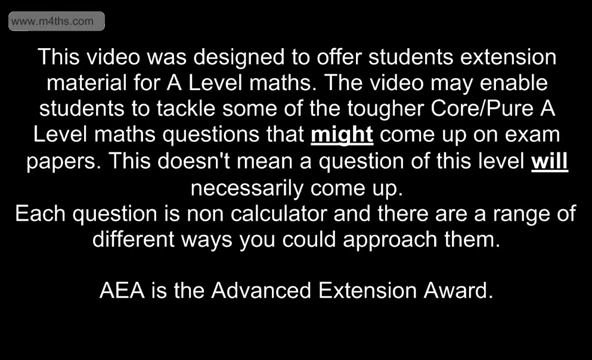 www.m4ths.com
This video was designed to offer students extension
material for A Level maths. The video may enable
students to tackle some of the tougher Core/Pure A
Level maths questions that might come up on exam
papers. This doesn't mean a question of this level will
necessarily come up.
Each question is non calculator and there are a range of
different ways you could approach them.
AEA is the Advanced Extension Award.